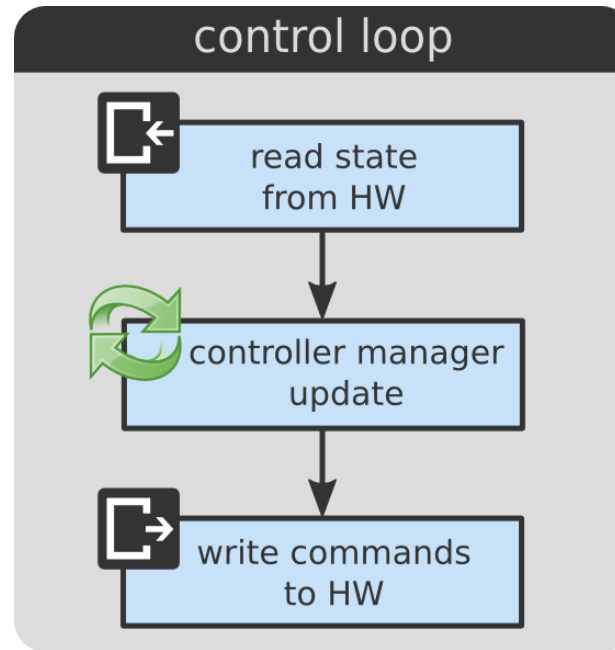 control loop
read state
from HW
controller manager
update
write commands
to HW